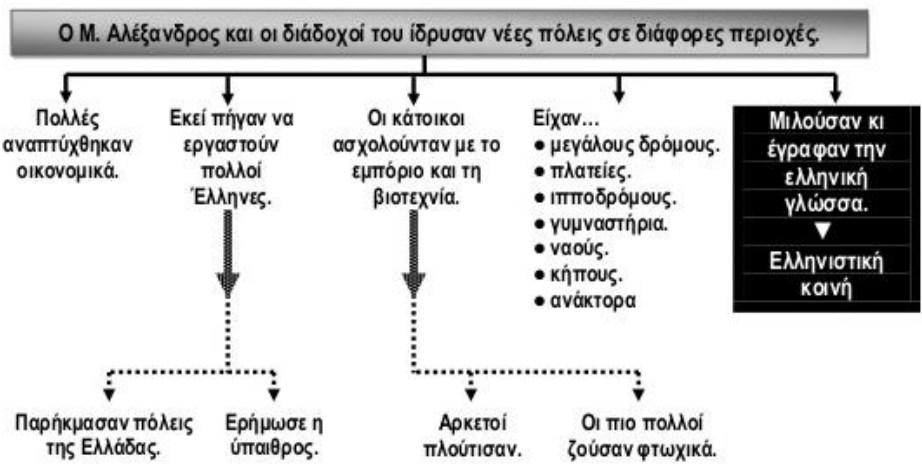 Ο Μ. Αλέξανδρος και οι διάδοχοί του ίδρυσαν νέες πόλεις σε διάφορες περιοχές.
Πολλές
αναπτύχθηκαν
οικονομικά.
Εκεί πήγαν να
εργαστούν
πολλοί
Έλληνες.
Οι κάτοικοι
ασχολούνταν με το
εμπόριο και τη
βιοτεχνία.
Είχαν...
● μεγάλους δρόμους.
● πλατείες.
● ιπποδρόμους.
● γυμναστήρια.
● ναούς.
● κήπους.
● ανάκτορα
Μιλούσαν κι
έγραφαν την
ελληνική
γλώσσα.
▼
Ελληνιστική
κοινή
Παρήκμασαν πόλεις
της Ελλάδας.
Ερήμωσε η
ύπαιθρος.
Αρκετοί
πλούτισαν.
Οι πιο πολλοί
ζούσαν φτωχικά.